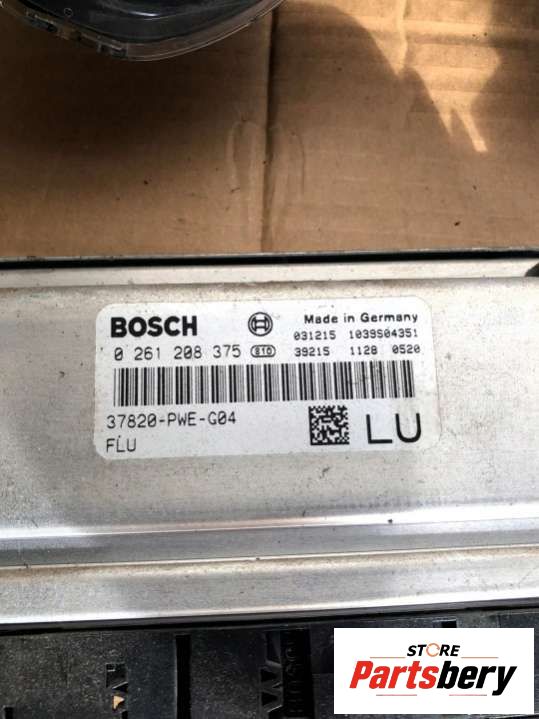 BOSCH
Made in Germany
0 261 208 375
031215 1039S04351
39215 1128 0520
37820-PWE-G04
FLU
LU
STORE
Partsbery